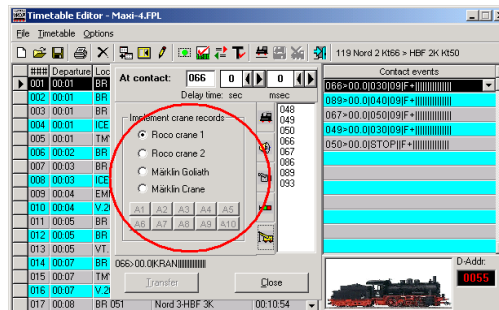 Timetable Editor - Maxi-4.FPL
File Timetable Options
119 Nord 2 Kt66 > HBF 2K Kt50
### Departure Loc
001 00:01 BR
002 00:01 BR
003 00:01 BR
004 00:01 ICE
005 00:01 TM
006 00:02 BR
007 00:03 BR
008 00:03 ICE
009 00:04 EM
010 00:04 V.2
011 00:05 BR
012 00:05 BR
013 00:05 VT.
014 00:07 BR
015 00:07 TM
016 00:07 V.2
017 00:08 BR 051 Nord 3-HBF 3K 00:10:54
At contact: 066 0 0
Delay time: sec msec
Implement crane records
Roco crane 1
Roco crane 2
Märklin Goliath
Märklin Crane
A1 A2 A3 A4 A5
A6 A7 A8 A9 A10
048
049
050
066
067
086
089
093
066>00.0|KRAN||||||||||
Transfer Close
Contact events
066>00.0|030|09|F+||||||||||
089>00.0|040|09|F+||||||||||
067>00.0|050|09|F+||||||||||
049>00.0|030|09|F+||||||||||
050>00.0|STOP||F+||||||||||
D-Addr:
0055